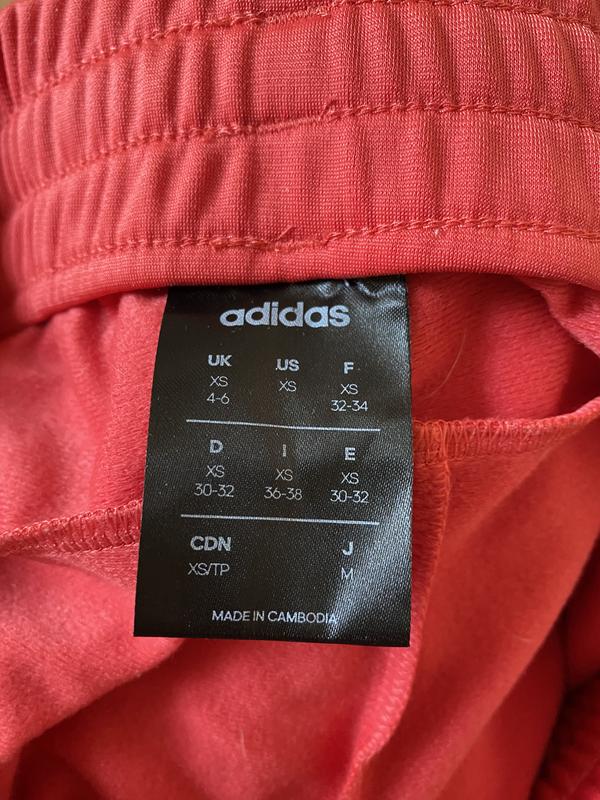 adidas
UK US F
XS XS XS
4-6 32-34
D I E
XS XS XS
30-32 36-38 30-32
CDN J
XS/TP M
MADE IN CAMBODIA